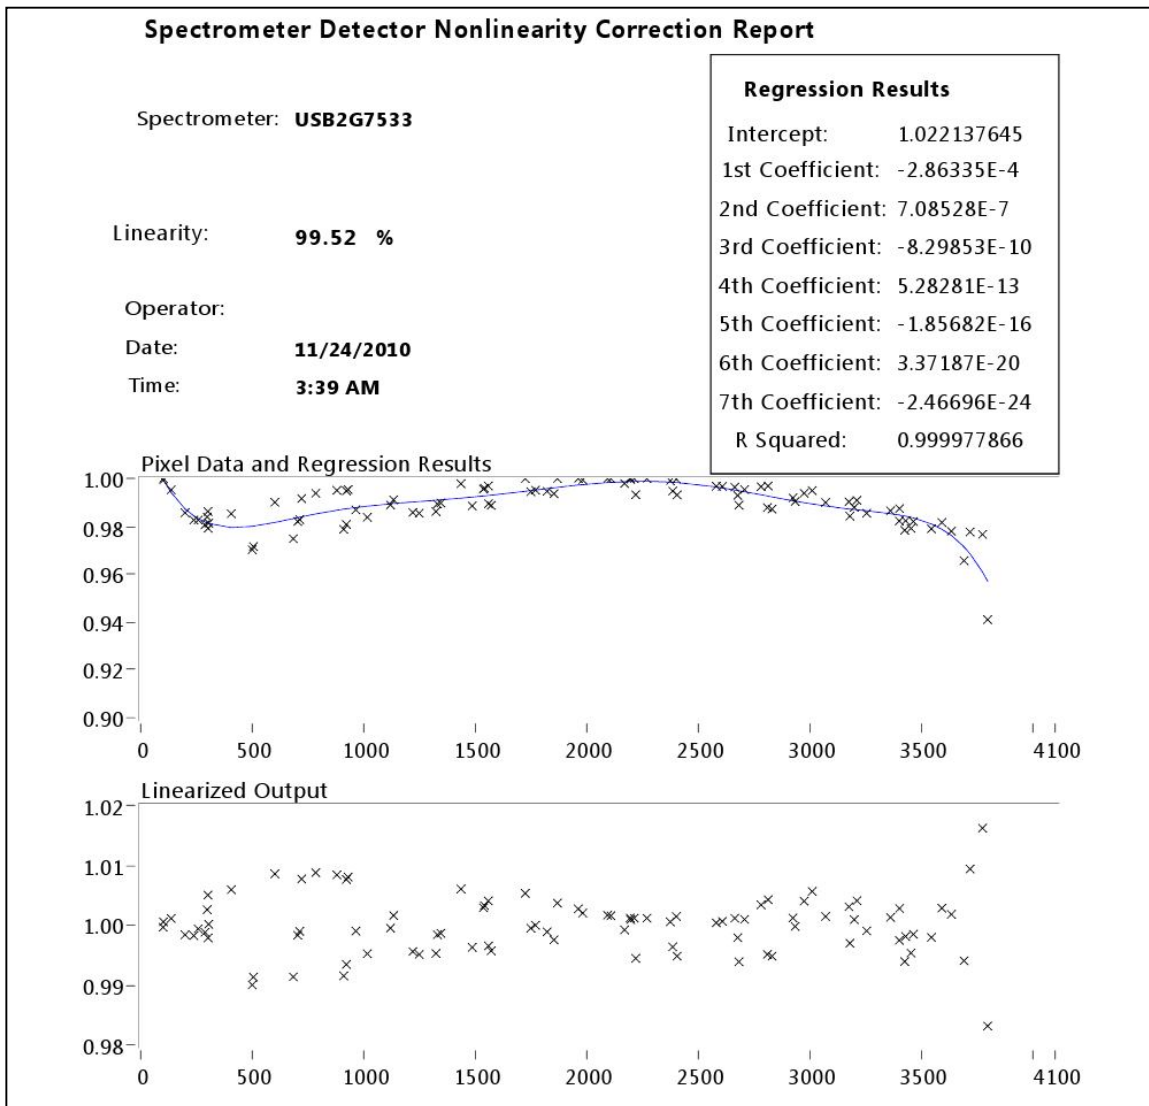 Spectrometer Detector Nonlinearity Correction Report
Spectrometer: USB2G7533
Linearity: 99.52 %
Operator:
Date: 11/24/2010
Time: 3:39 AM
Regression Results
Intercept: 1.022137645
1st Coefficient: -2.86335E-4
2nd Coefficient: 7.08528E-7
3rd Coefficient: -8.29853E-10
4th Coefficient: 5.28281E-13
5th Coefficient: -1.85682E-16
6th Coefficient: 3.37187E-20
7th Coefficient: -2.46696E-24
R Squared: 0.999977866
Pixel Data and Regression Results
1.00
0.98
0.96
0.94
0.92
0.90
0 500 1000 1500 2000 2500 3000 3500 4100
Linearized Output
1.02
1.01
1.00
0.99
0.98
0 500 1000 1500 2000 2500 3000 3500 4100